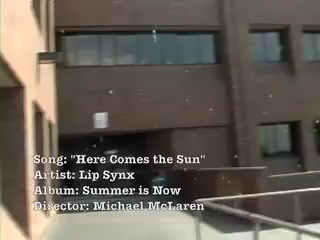 Song: "Here Comes the Sun"
Artist: Lip Synx
Album: Summer is Now
Director: Michael McLaren